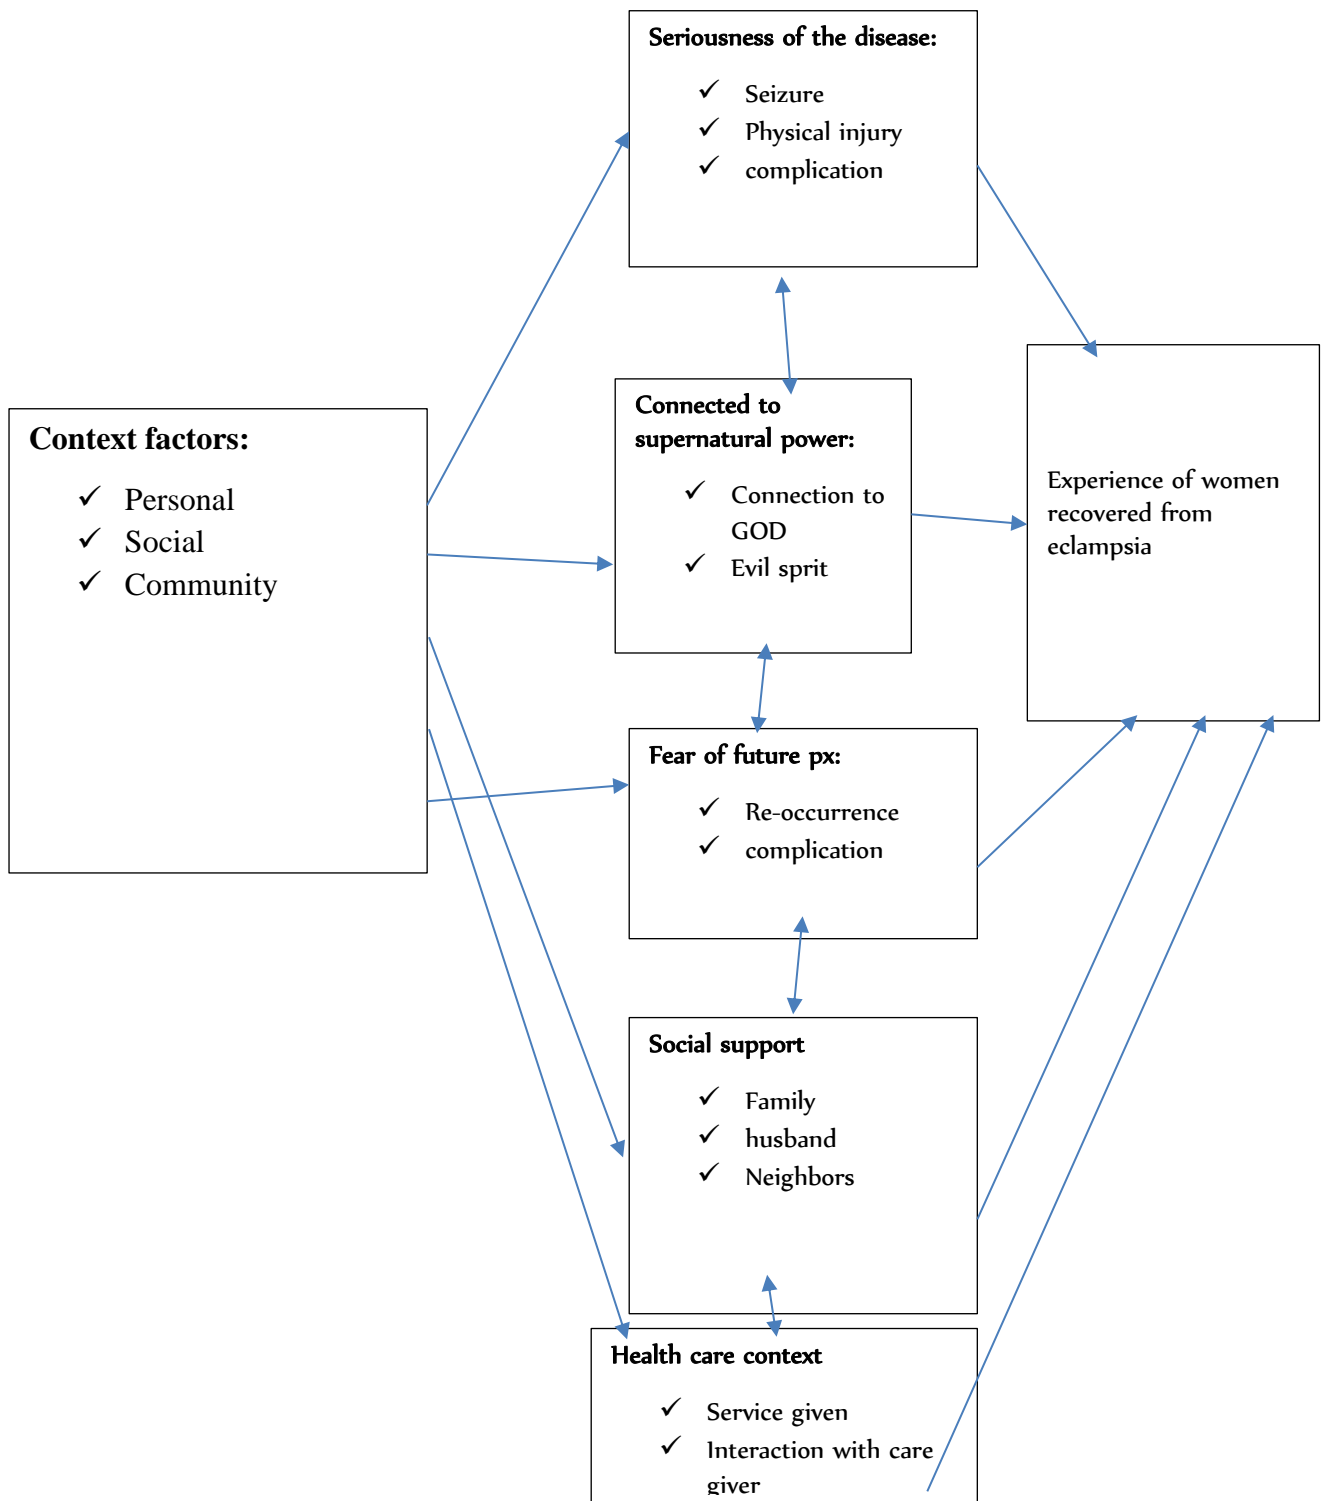 Seriousness of the disease:
✓ Seizure
✓ Physical injury
✓ complication
Context factors:
✓ Personal
✓ Social
✓ Community
Connected to
supernatural power:
✓ Connection to
GOD
✓ Evil sprit
Experience of women
recovered from
eclampsia
Fear of future px:
✓ Re-occurrence
✓ complication
Social support
✓ Family
✓ husband
✓ Neighbors
Health care context
✓ Service given
✓ Interaction with care
giver